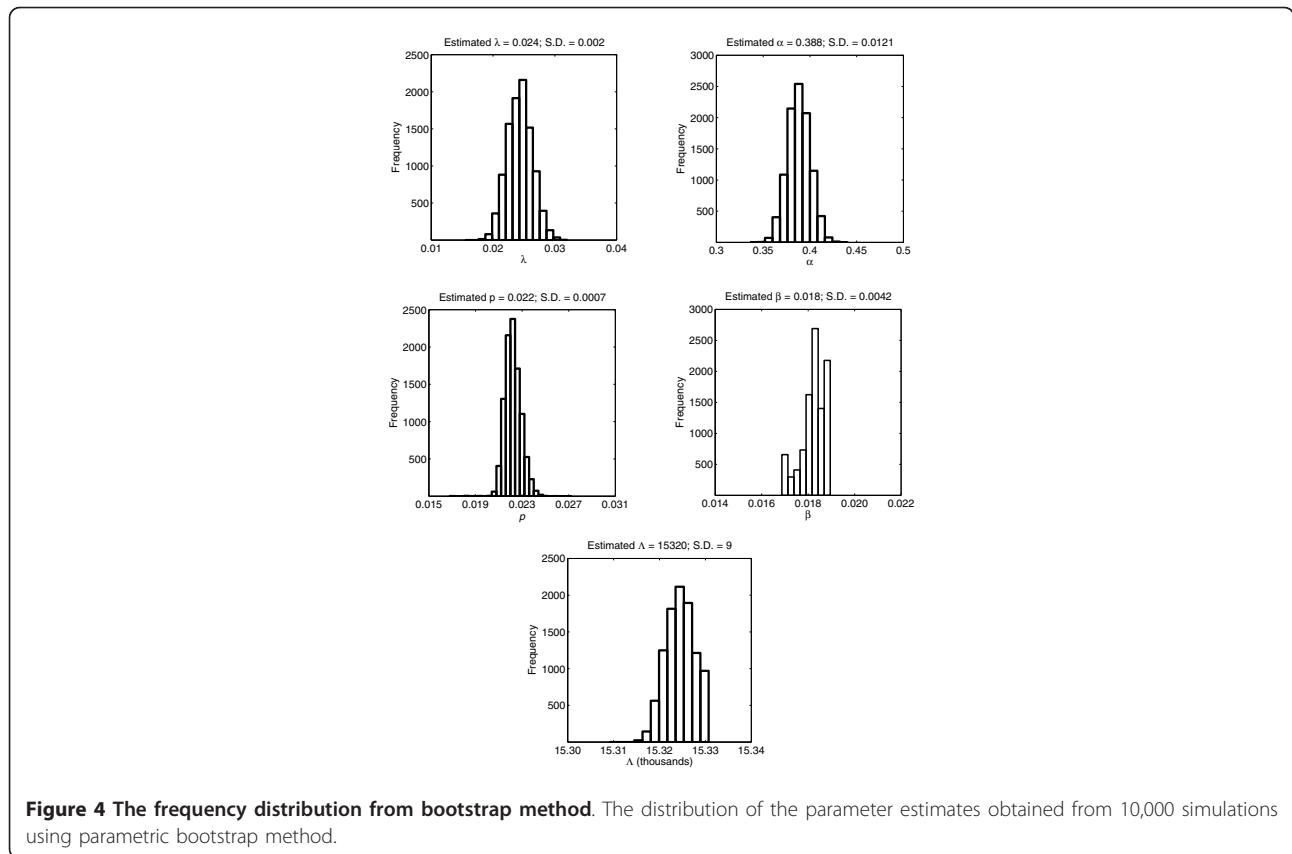 Estimated λ = 0.024; S.D. = 0.002
2500
2000
1500
1000
500
Frequency
0.01 0.02 0.03 0.04
λ
Estimated α = 0.388; S.D. = 0.0121
3000
2500
2000
1500
1000
500
Frequency
0.3 0.35 0.4 0.45 0.5
α
Estimated p = 0.022; S.D. = 0.0007
2500
2000
1500
1000
500
Frequency
0.015 0.019 0.023 0.027 0.031
p
Estimated β = 0.018; S.D. = 0.0042
3000
2500
2000
1500
1000
500
Frequency
0.014 0.016 0.018 0.020 0.022
β
Estimated Λ = 15320; S.D. = 9
2500
2000
1500
1000
500
Frequency
15.30 15.31 15.32 15.33 15.34
Λ (thousands)
Figure 4 The frequency distribution from bootstrap method. The distribution of the parameter estimates obtained from 10,000 simulations
using parametric bootstrap method.